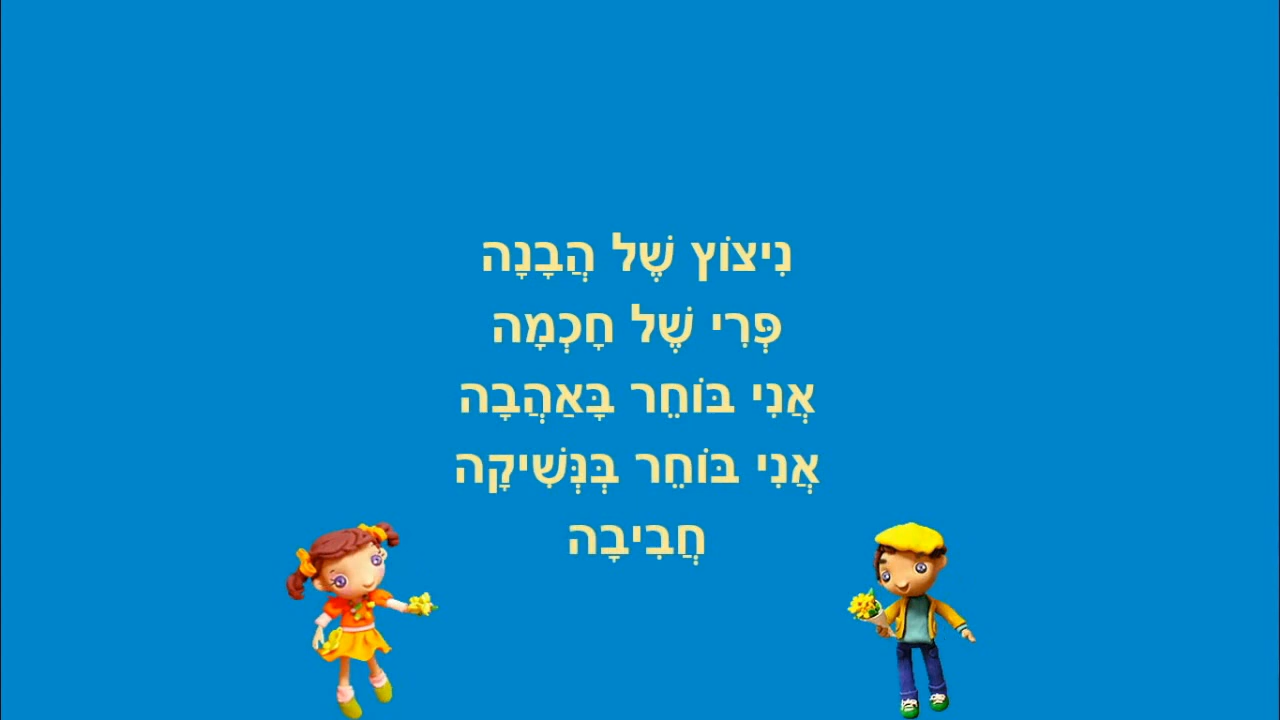 נִיצוֹץ שֶׁל הֲבָנָה
פְּרִי שֶׁל חָכְמָה
אֲנִי בּוֹחֵר בָּאַהֲבָה
אֲנִי בּוֹחֵר בְּנְּשִׁיקָה
חֲבִיבָה